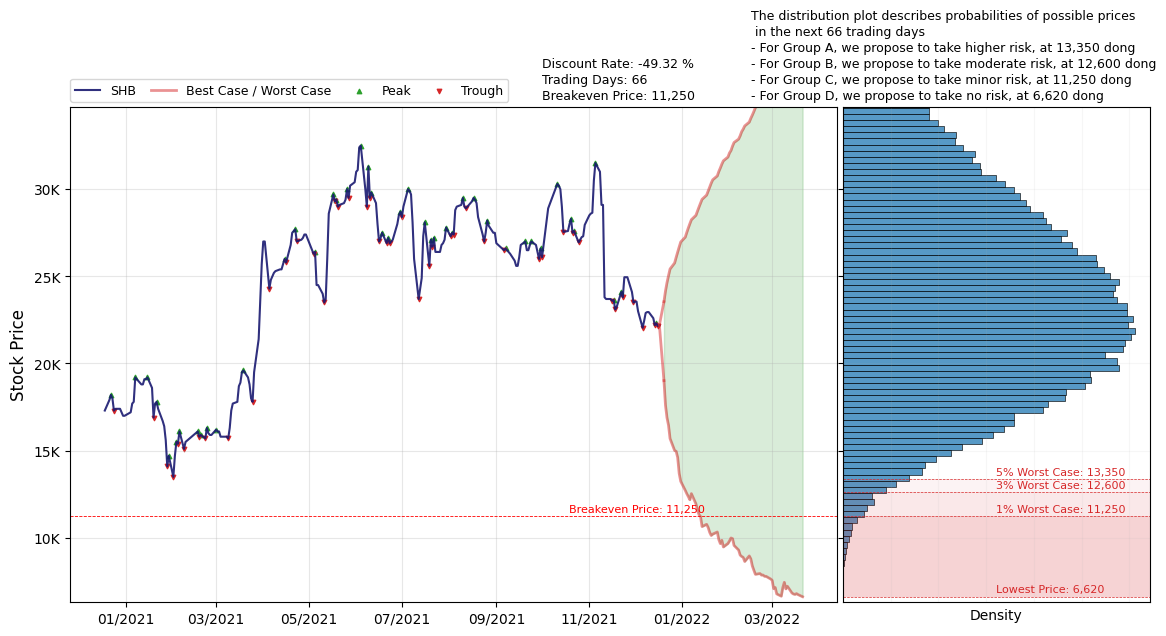 The distribution plot describes probabilities of possible prices
in the next 66 trading days
- For Group A, we propose to take higher risk, at 13,350 dong
- For Group B, we propose to take moderate risk, at 12,600 dong
- For Group C, we propose to take minor risk, at 11,250 dong
- For Group D, we propose to take no risk, at 6,620 dong
Discount Rate: -49.32 %
Trading Days: 66
Breakeven Price: 11,250
SHB
Best Case / Worst Case
Peak
Trough
Stock Price
30K
25K
20K
15K
10K
Breakeven Price: 11,250
5% Worst Case: 13,350
3% Worst Case: 12,600
1% Worst Case: 11,250
Lowest Price: 6,620
01/2021
03/2021
05/2021
07/2021
09/2021
11/2021
01/2022
03/2022
Density